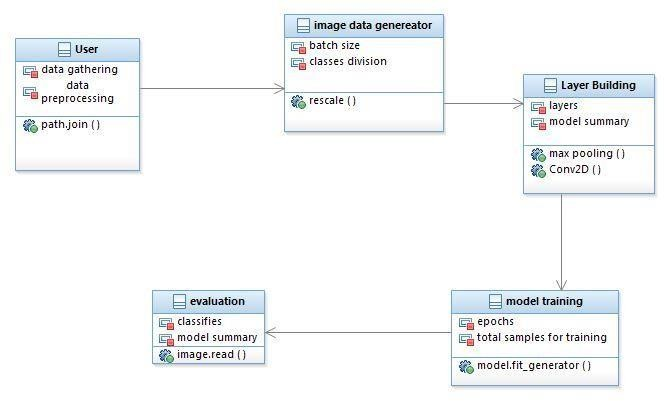 User
data gathering
data
preprocessing
path.join ( )
image data genereator
batch size
classes division
rescale ( )
Layer Building
layers
model summary
max pooling ( )
Conv2D ( )
evaluation
classifies
model summary
image.read ( )
model training
epochs
total samples for training
model.fit_generator ( )